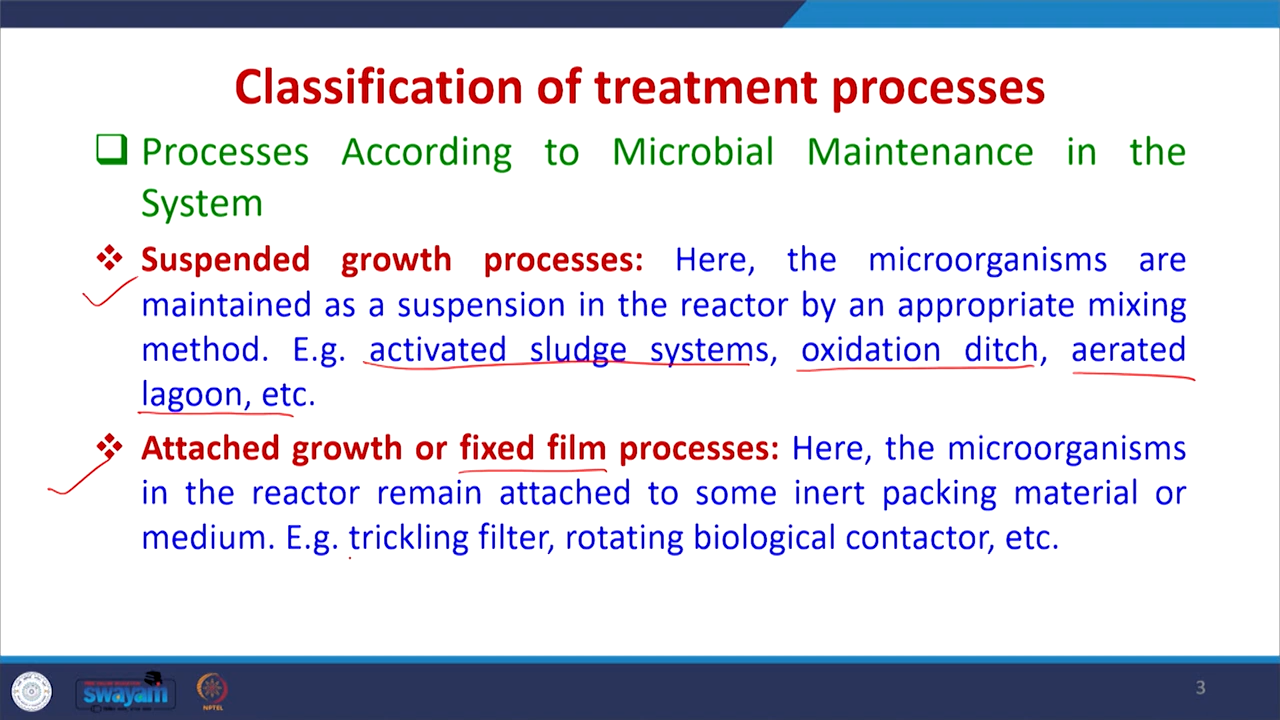 Classification of treatment processes
❑ Processes According to Microbial Maintenance in the
System
❖ Suspended growth processes: Here, the microorganisms are
maintained as a suspension in the reactor by an appropriate mixing
method. E.g. activated sludge systems, oxidation ditch, aerated
lagoon, etc.
❖ Attached growth or fixed film processes: Here, the microorganisms
in the reactor remain attached to some inert packing material or
medium. E.g. trickling filter, rotating biological contactor, etc.
swayam
NPTEL
3